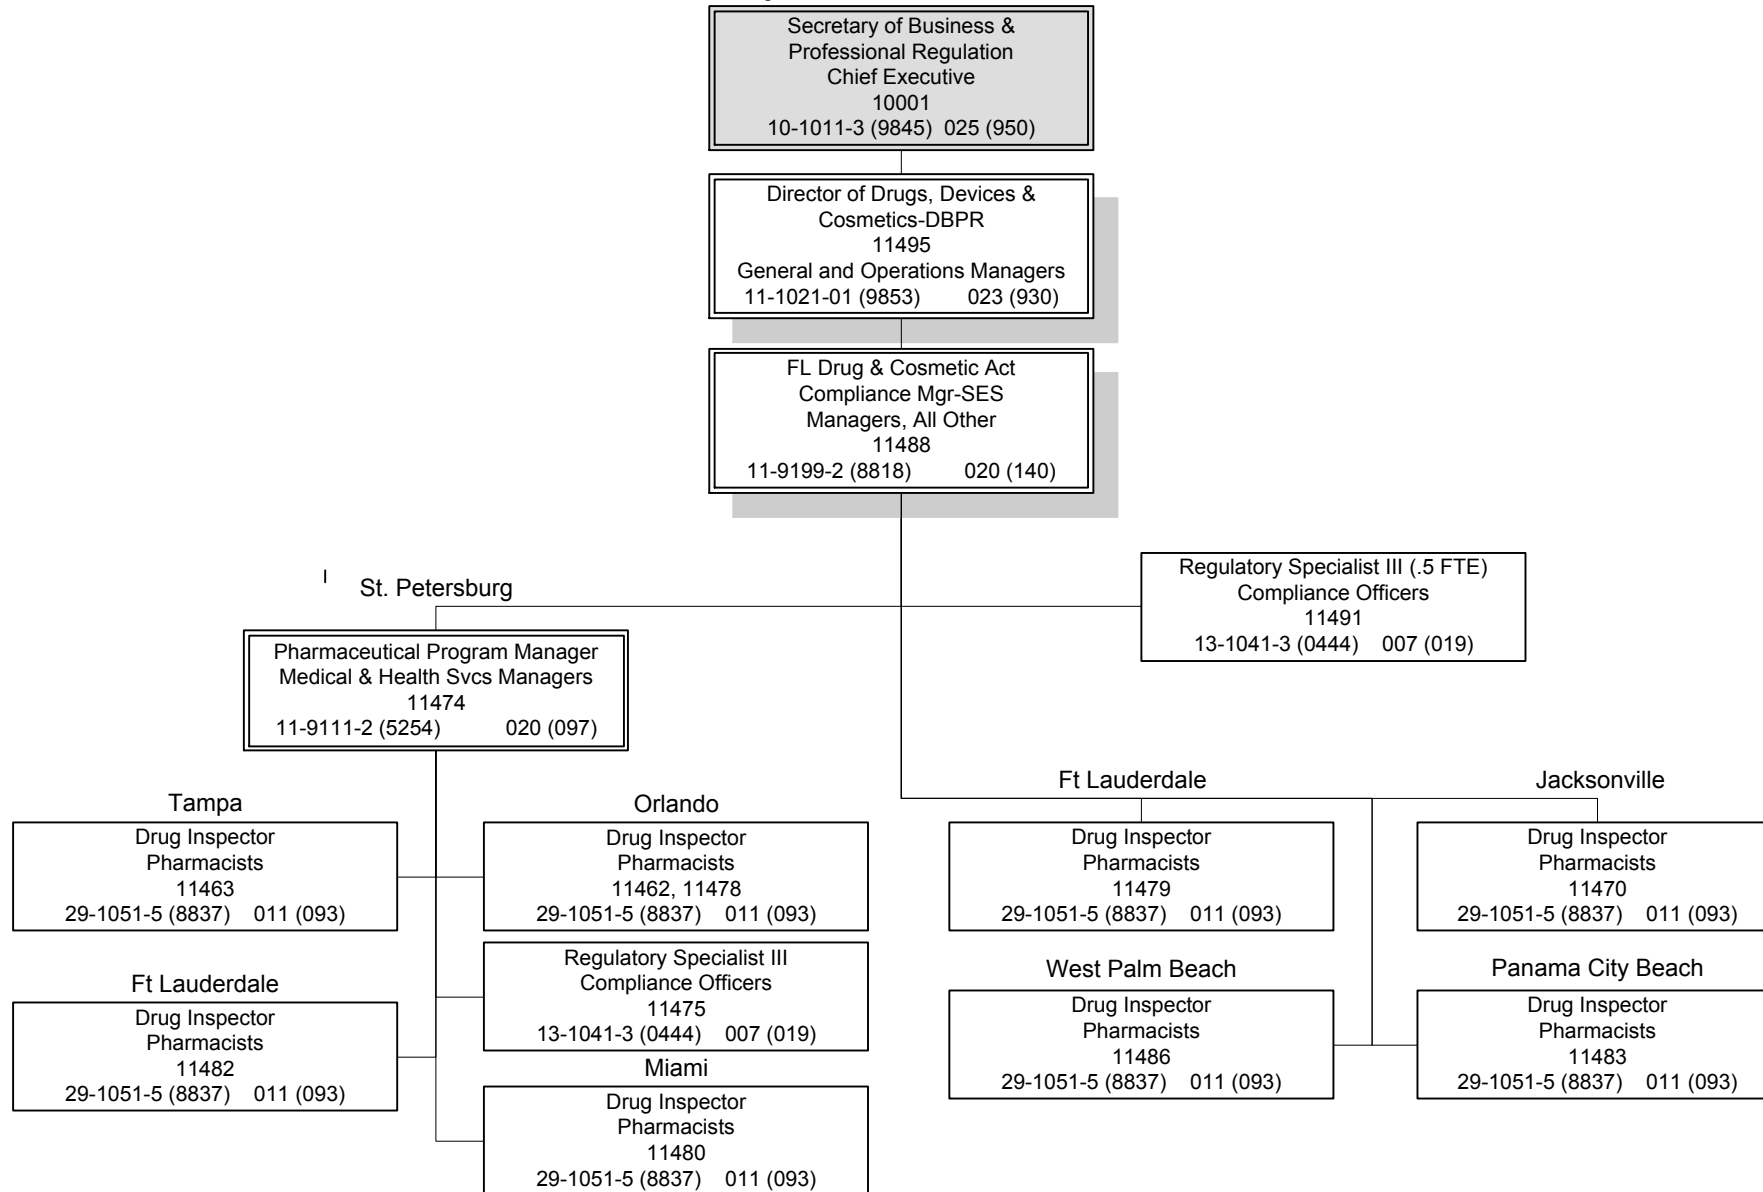 Secretary of Business &
Professional Regulation
Chief Executive
10001
10-1011-3 (9845) 025 (950)
Director of Drugs, Devices &
Cosmetics-DBPR
11495
General and Operations Managers
11-1021-01 (9853) 023 (930)
FL Drug & Cosmetic Act
Compliance Mgr-SES
Managers, All Other
11488
11-9199-2 (8818) 020 (140)
Regulatory Specialist III (.5 FTE)
Compliance Officers
11491
13-1041-3 (0444) 007 (019)
St. Petersburg
Pharmaceutical Program Manager
Medical & Health Svcs Managers
11474
11-9111-2 (5254) 020 (097)
Tampa
Drug Inspector
Pharmacists
11463
29-1051-5 (8837) 011 (093)
Orlando
Drug Inspector
Pharmacists
11462, 11478
29-1051-5 (8837) 011 (093)
Regulatory Specialist III
Compliance Officers
11475
13-1041-3 (0444) 007 (019)
Ft Lauderdale
Drug Inspector
Pharmacists
11482
29-1051-5 (8837) 011 (093)
Miami
Drug Inspector
Pharmacists
11480
29-1051-5 (8837) 011 (093)
Ft Lauderdale
Drug Inspector
Pharmacists
11479
29-1051-5 (8837) 011 (093)
Jacksonville
Drug Inspector
Pharmacists
11470
29-1051-5 (8837) 011 (093)
West Palm Beach
Drug Inspector
Pharmacists
11486
29-1051-5 (8837) 011 (093)
Panama City Beach
Drug Inspector
Pharmacists
11483
29-1051-5 (8837) 011 (093)